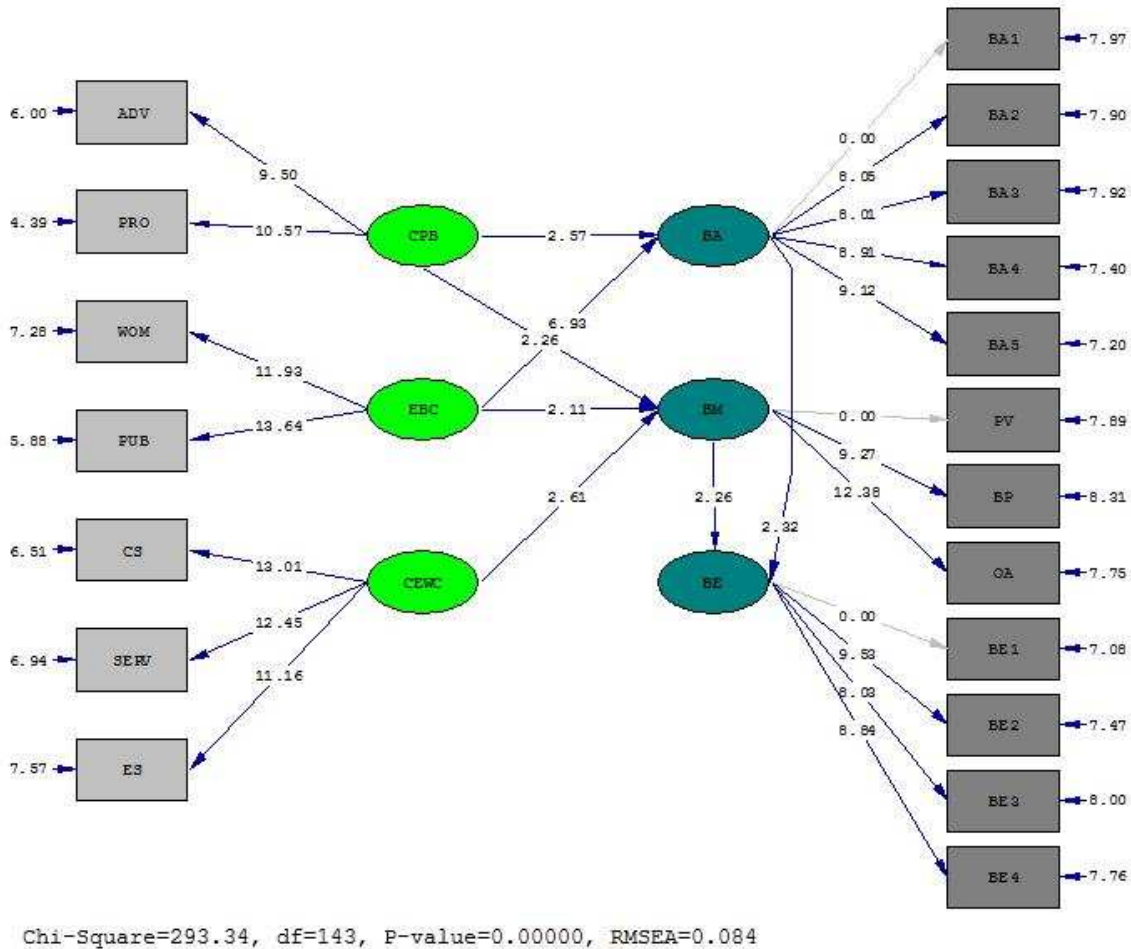 6.00 ADV
4.39 PRO
7.28 WOM
5.88 PUB
6.51 CS
6.94 SERV
7.57 ES
9.50
10.57
11.93
13.64
13.01
12.45
11.16
CPB
EBC
CEWC
2.57
6.93
2.26
2.11
2.61
BA
BM
BE
2.26
2.32
0.00
8.05
8.01
8.91
9.12
0.00
9.27
12.38
0.00
9.53
8.03
8.84
BA1 7.97
BA2 7.90
BA3 7.92
BA4 7.40
BA5 7.20
PV 7.89
BP 8.31
OA 7.75
BE1 7.08
BE2 7.47
BE3 8.00
BE4 7.76
Chi-Square=293.34, df=143, P-value=0.00000, RMSEA=0.084